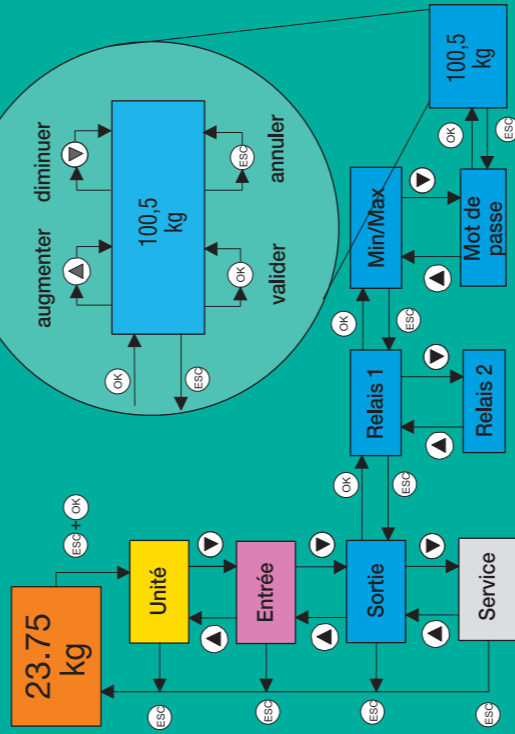 23.75
kg
ESC + OK
Unité
Entrée
Sortie
Service
ESC
ESC
ESC
ESC
OK
ESC
Relais 1
Relais 2
OK
ESC
Min/Max
Mot de
passe
OK
ESC
100,5
kg
augmenter
diminuer
OK
ESC
100,5
kg
OK
ESC
valider
annuler